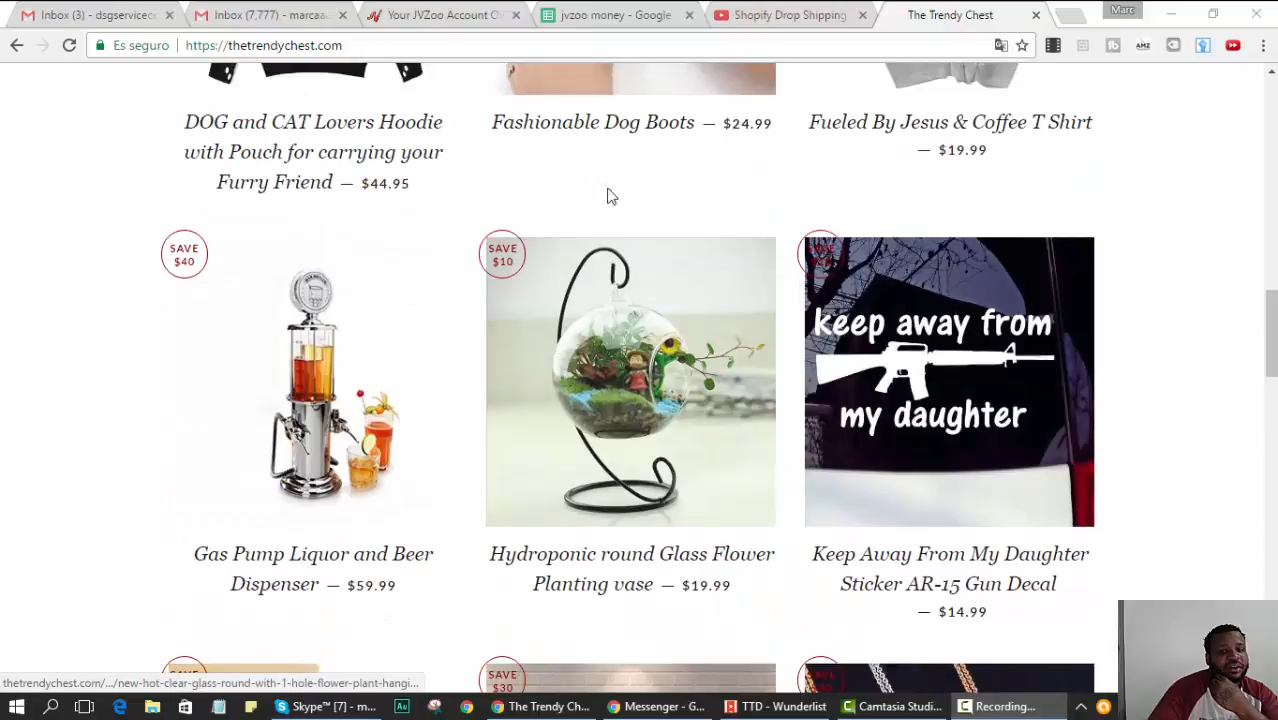 Inbox (3) - dsgservicec
Inbox (7,777) - marcaa
Your JVZoo Account O
jvzoo money - Google
Shopify Drop Shipping
The Trendy Chest
Marc
Es seguro
https://thetrendychest.com
AMZ
DOG and CAT Lovers Hoodie
with Pouch for carrying your
Furry Friend — $44.95
Fashionable Dog Boots — $24.99
Fueled By Jesus & Coffee T Shirt
— $19.99
SAVE
$40
SAVE
$10
keep away from
my daughter
Gas Pump Liquor and Beer
Dispenser — $59.99
Hydroponic round Glass Flower
Planting vase — $19.99
Keep Away From My Daughter
Sticker AR-15 Gun Decal
— $14.99
SAVE
$30
thetrendychest.com/.../new-hot-clear-glass-round-with-1-hole-flower-plant-hangi...
Skype™ [7] - m...
Au
The Trendy Ch...
Messenger - G...
TTD - Wunderlist
Camtasia Studi...
Recording...